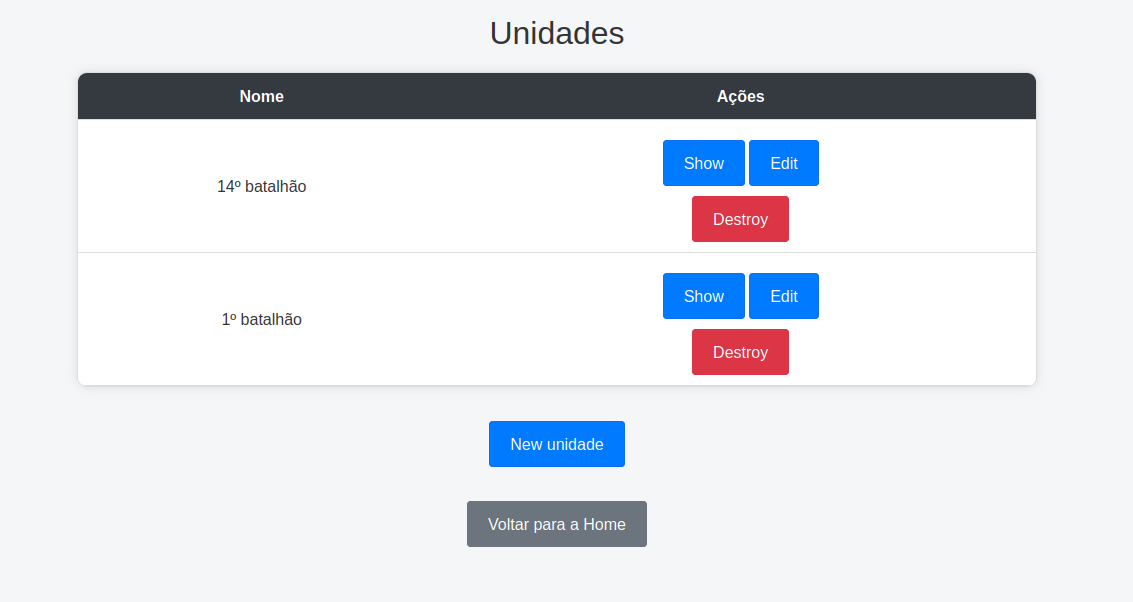 Unidades
Nome Ações
14º batalhão
Show Edit
Destroy
1º batalhão
Show Edit
Destroy
New unidade
Voltar para a Home